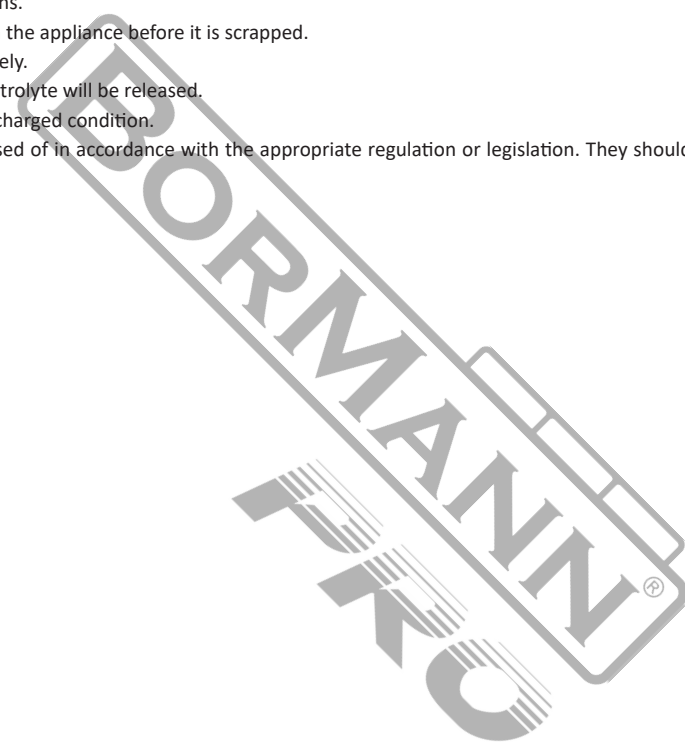 ns.
the appliance before it is scrapped.
ely.
trolyte will be released.
charged condition.
sed of in accordance with the appropriate regulation or legislation. They should
BORMANN®
PRO